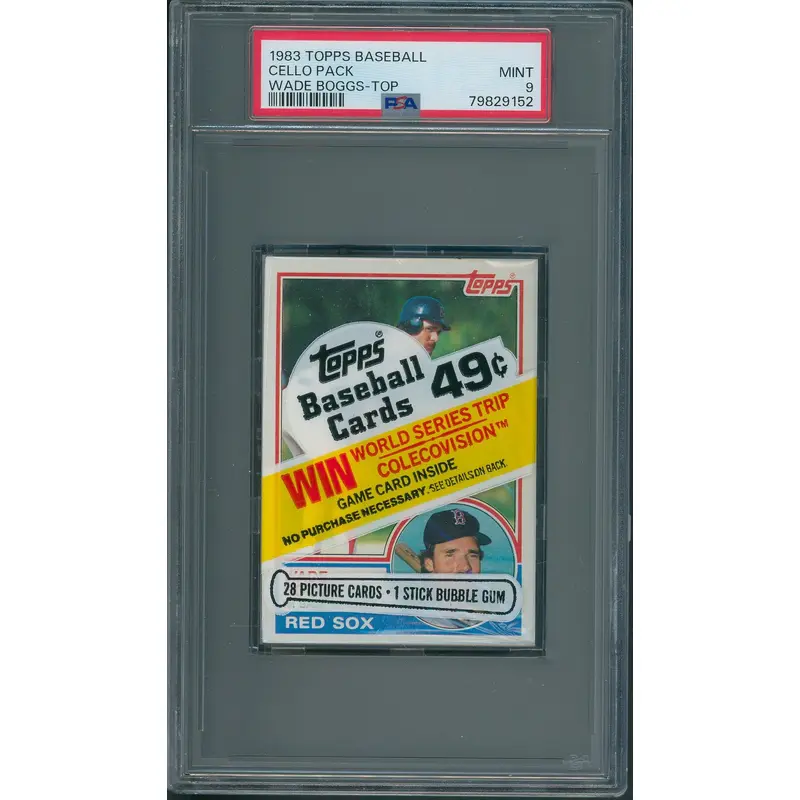 1983 TOPPS BASEBALL
CELLO PACK
MINT
WADE BOGGS-TOP
9
PSA
79829152
topps®
topps®
Baseball
Cards
49¢
WIN
WORLD SERIES TRIP
COLECOVISION™
GAME CARD INSIDE
NO PURCHASE NECESSARY. SEE DETAILS ON BACK.
B
28 PICTURE CARDS • 1 STICK BUBBLE GUM
RED SOX